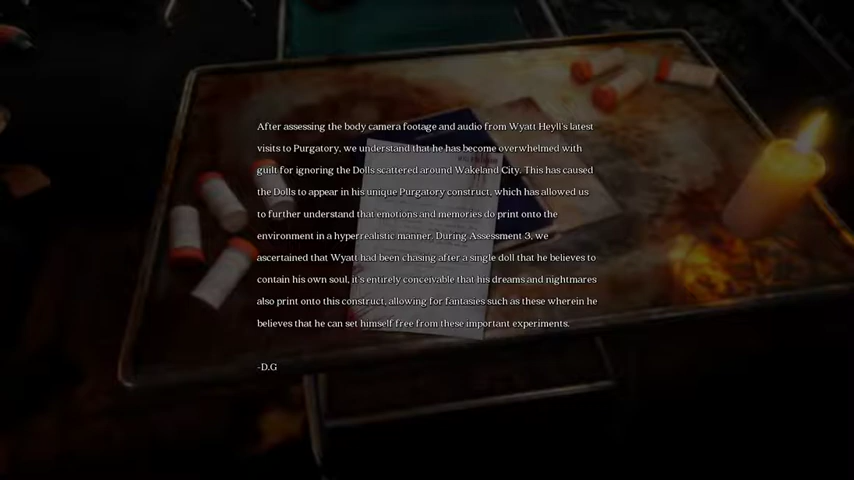 After assessing the body camera footage and audio from Wyatt Heyll's latest
visits to Purgatory, we understand that he has become overwhelmed with
guilt for ignoring the Dolls scattered around Wakeland City. This has caused
the Dolls to appear in his unique Purgatory construct, which has allowed us
to further understand that emotions and memories do print onto the
environment in a hyperrealistic manner. During Assessment 3, we
ascertained that Wyatt had been chasing after a single doll that he believes to
contain his own soul, it's entirely conceivable that his dreams and nightmares
also print onto this construct, allowing for fantasies such as these wherein he
believes that he can set himself free from these important experiments.
-D.G